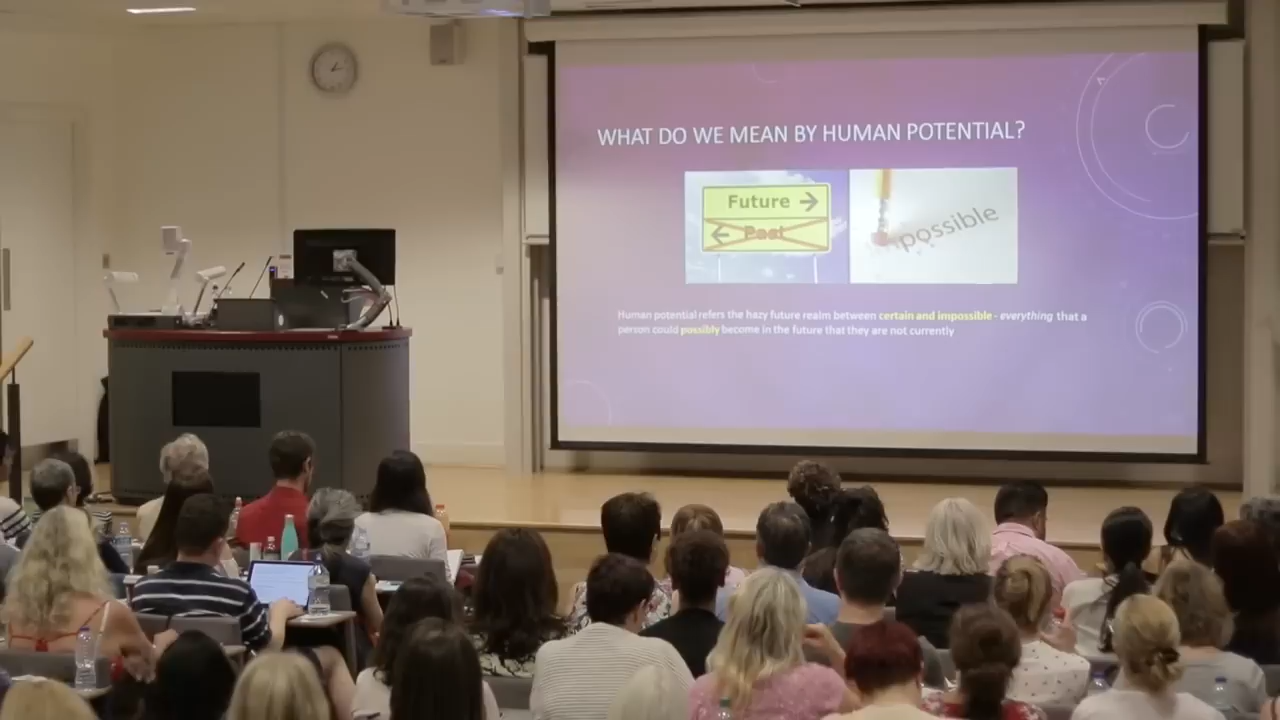 WHAT DO WE MEAN BY HUMAN POTENTIAL?
Future
Past
possible
Human potential refers the hazy future realm between certain and impossible - everything that a
person could possibly become in the future that they are not currently